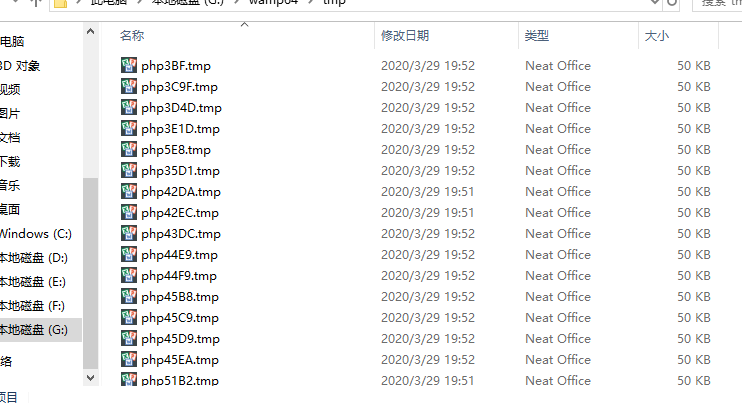 此电脑 > 本地磁盘 (G:) > wamp64 > tmp
搜索 tm
名称 修改日期 类型 大小
电脑
3D 对象
视频
图片
文档
下载
音乐
桌面
Windows (C:)
本地磁盘 (D:)
本地磁盘 (E:)
本地磁盘 (F:)
本地磁盘 (G:)
络
项目
php3BF.tmp 2020/3/29 19:52 Neat Office 50 KB
php3C9F.tmp 2020/3/29 19:52 Neat Office 50 KB
php3D4D.tmp 2020/3/29 19:52 Neat Office 50 KB
php3E1D.tmp 2020/3/29 19:52 Neat Office 50 KB
php5E8.tmp 2020/3/29 19:52 Neat Office 50 KB
php35D1.tmp 2020/3/29 19:52 Neat Office 50 KB
php42DA.tmp 2020/3/29 19:51 Neat Office 50 KB
php42EC.tmp 2020/3/29 19:51 Neat Office 50 KB
php43DC.tmp 2020/3/29 19:52 Neat Office 50 KB
php44E9.tmp 2020/3/29 19:52 Neat Office 50 KB
php44F9.tmp 2020/3/29 19:52 Neat Office 50 KB
php45B8.tmp 2020/3/29 19:52 Neat Office 50 KB
php45C9.tmp 2020/3/29 19:52 Neat Office 50 KB
php45D9.tmp 2020/3/29 19:52 Neat Office 50 KB
php45EA.tmp 2020/3/29 19:52 Neat Office 50 KB
php51B2.tmp 2020/3/29 19:51 Neat Office 50 KB